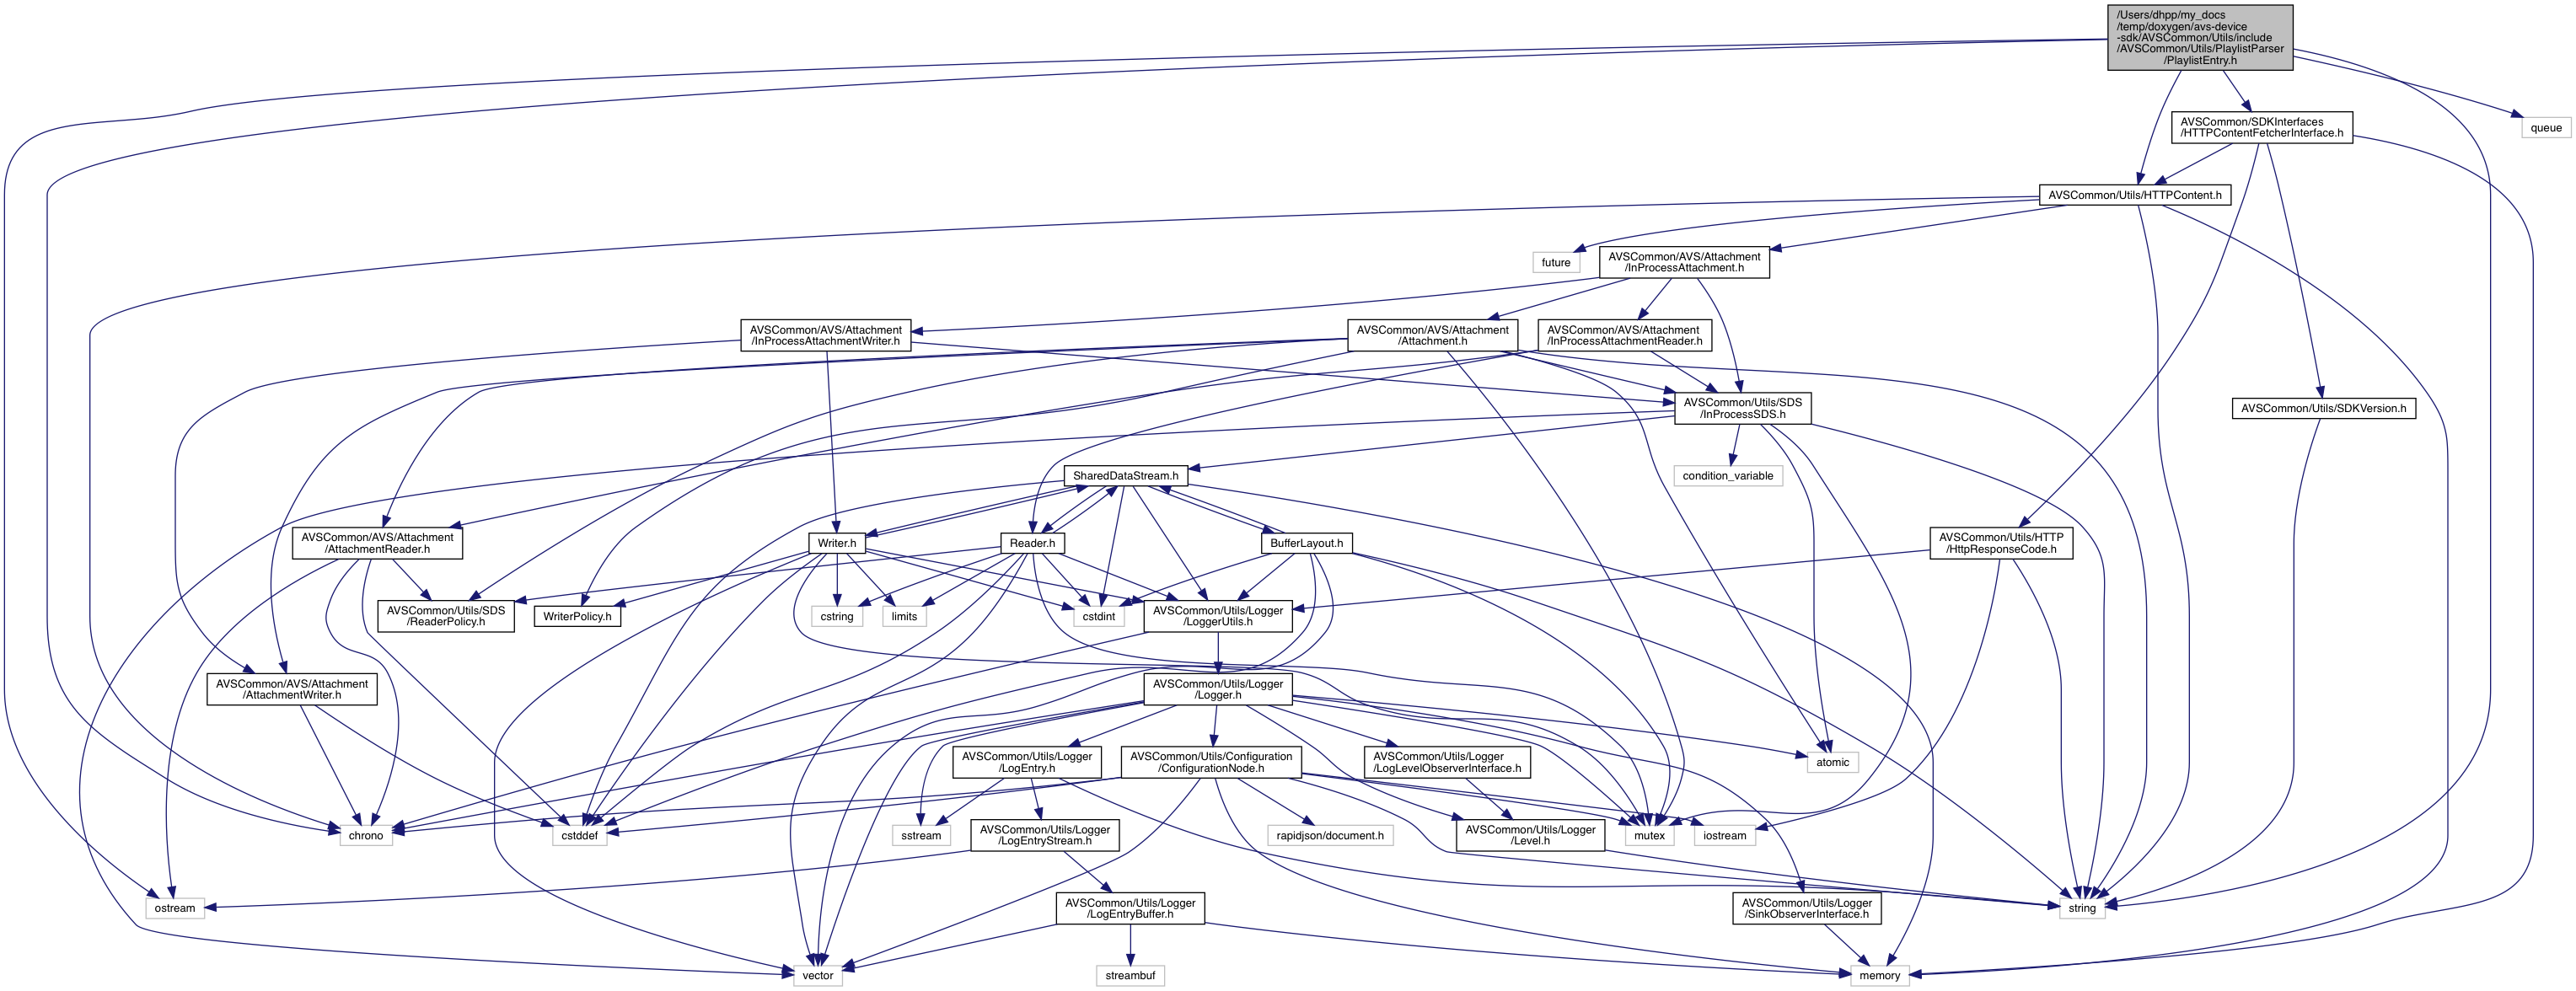 /Users/dhpp/my_docs
/temp/doxygen/avs-device
-sdk/AVSCommon/Utils/include
/AVSCommon/Utils/PlaylistParser
/PlaylistEntry.h
AVSCommon/SDKInterfaces
/HTTPContentFetcherInterface.h
queue
AVSCommon/Utils/HTTPContent.h
future
AVSCommon/AVS/Attachment
/InProcessAttachment.h
AVSCommon/AVS/Attachment
/InProcessAttachmentWriter.h
AVSCommon/AVS/Attachment
/Attachment.h
AVSCommon/AVS/Attachment
/InProcessAttachmentReader.h
AVSCommon/Utils/SDS
/InProcessSDS.h
AVSCommon/Utils/SDKVersion.h
SharedDataStream.h
condition_variable
AVSCommon/AVS/Attachment
/AttachmentReader.h
Writer.h
Reader.h
BufferLayout.h
AVSCommon/Utils/HTTP
/HttpResponseCode.h
AVSCommon/Utils/SDS
/ReaderPolicy.h
WriterPolicy.h
cstring
limits
cstdint
AVSCommon/Utils/Logger
/LoggerUtils.h
AVSCommon/AVS/Attachment
/AttachmentWriter.h
AVSCommon/Utils/Logger
/Logger.h
AVSCommon/Utils/Logger
/LogEntry.h
AVSCommon/Utils/Configuration
/ConfigurationNode.h
AVSCommon/Utils/Logger
/LogLevelObserverInterface.h
atomic
chrono
cstddef
sstream
AVSCommon/Utils/Logger
/LogEntryStream.h
rapidjson/document.h
AVSCommon/Utils/Logger
/Level.h
mutex
iostream
ostream
AVSCommon/Utils/Logger
/LogEntryBuffer.h
AVSCommon/Utils/Logger
/SinkObserverInterface.h
string
vector
streambuf
memory